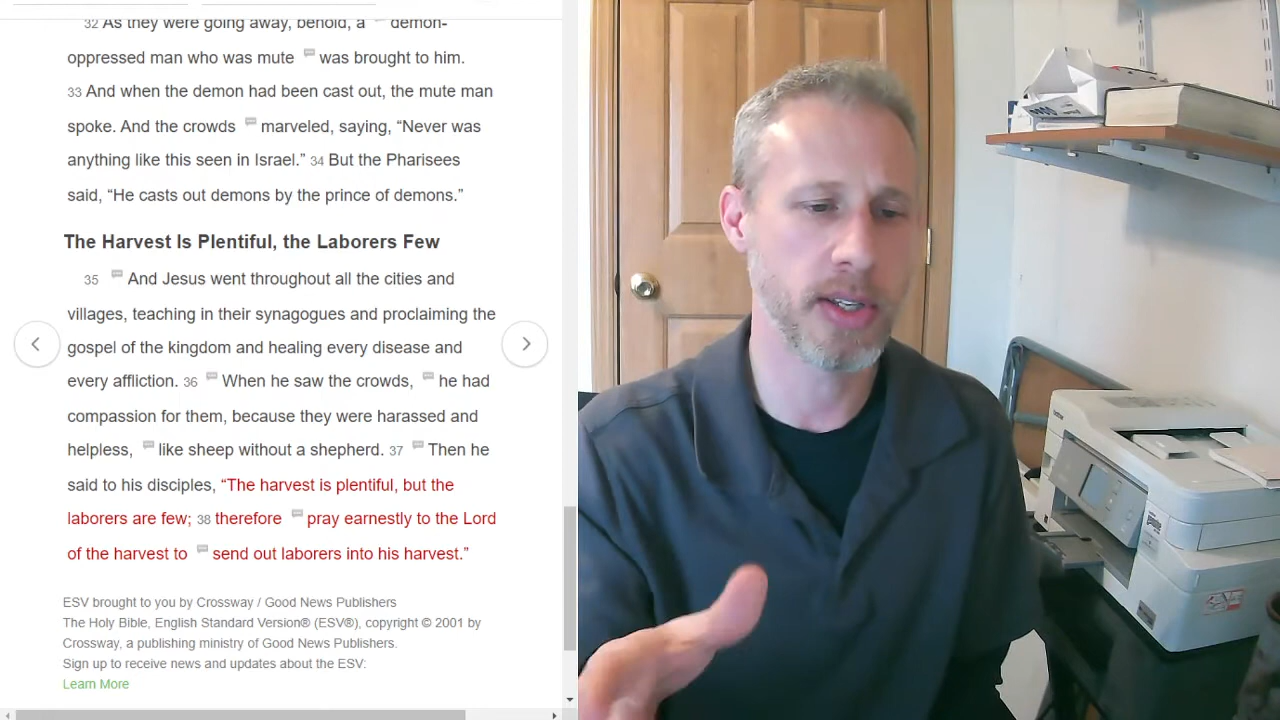 32 As they were going away, behold, a demon-
oppressed man who was mute was brought to him.
33 And when the demon had been cast out, the mute man
spoke. And the crowds marveled, saying, “Never was
anything like this seen in Israel.” 34 But the Pharisees
said, “He casts out demons by the prince of demons.”
The Harvest Is Plentiful, the Laborers Few
35 And Jesus went throughout all the cities and
villages, teaching in their synagogues and proclaiming the
gospel of the kingdom and healing every disease and
every affliction. 36 When he saw the crowds, he had
compassion for them, because they were harassed and
helpless, like sheep without a shepherd. 37 Then he
said to his disciples, “The harvest is plentiful, but the
laborers are few; 38 therefore pray earnestly to the Lord
of the harvest to send out laborers into his harvest.”
ESV brought to you by Crossway / Good News Publishers
The Holy Bible, English Standard Version® (ESV®), copyright © 2001 by
Crossway, a publishing ministry of Good News Publishers.
Sign up to receive news and updates about the ESV:
Learn More